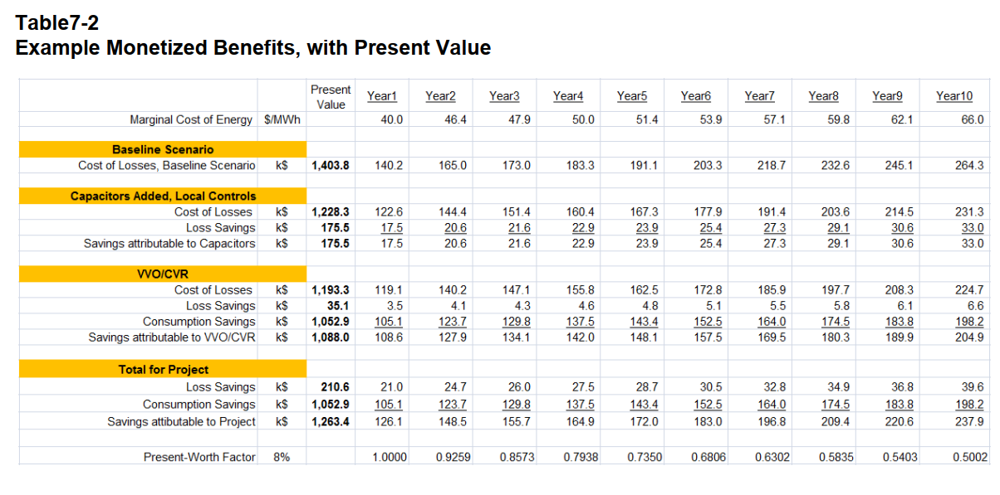 Table7-2
Example Monetized Benefits, with Present Value
Present Value Year1 Year2 Year3 Year4 Year5 Year6 Year7 Year8 Year9 Year10
Marginal Cost of Energy $/MWh 40.0 46.4 47.9 50.0 51.4 53.9 57.1 59.8 62.1 66.0
Baseline Scenario
Cost of Losses, Baseline Scenario k$ 1,403.8 140.2 165.0 173.0 183.3 191.1 203.3 218.7 232.6 245.1 264.3
Capacitors Added, Local Controls
Cost of Losses k$ 1,228.3 122.6 144.4 151.4 160.4 167.3 177.9 191.4 203.6 214.5 231.3
Loss Savings k$ 175.5 17.5 20.6 21.6 22.9 23.9 25.4 27.3 29.1 30.6 33.0
Savings attributable to Capacitors k$ 175.5 17.5 20.6 21.6 22.9 23.9 25.4 27.3 29.1 30.6 33.0
VVO/CVR
Cost of Losses k$ 1,193.3 119.1 140.2 147.1 155.8 162.5 172.8 185.9 197.7 208.3 224.7
Loss Savings k$ 35.1 3.5 4.1 4.3 4.6 4.8 5.1 5.5 5.8 6.1 6.6
Consumption Savings k$ 1,052.9 105.1 123.7 129.8 137.5 143.4 152.5 164.0 174.5 183.8 198.2
Savings attributable to VVO/CVR k$ 1,088.0 108.6 127.9 134.1 142.0 148.1 157.5 169.5 180.3 189.9 204.9
Total for Project
Loss Savings k$ 210.6 21.0 24.7 26.0 27.5 28.7 30.5 32.8 34.9 36.8 39.6
Consumption Savings k$ 1,052.9 105.1 123.7 129.8 137.5 143.4 152.5 164.0 174.5 183.8 198.2
Savings attibutable to Project k$ 1,263.4 126.1 148.5 155.7 164.9 172.0 183.0 196.8 209.4 220.6 237.9
Present-Worth Factor 8% 1.0000 0.9259 0.8573 0.7938 0.7350 0.6806 0.6302 0.5835 0.5403 0.5002